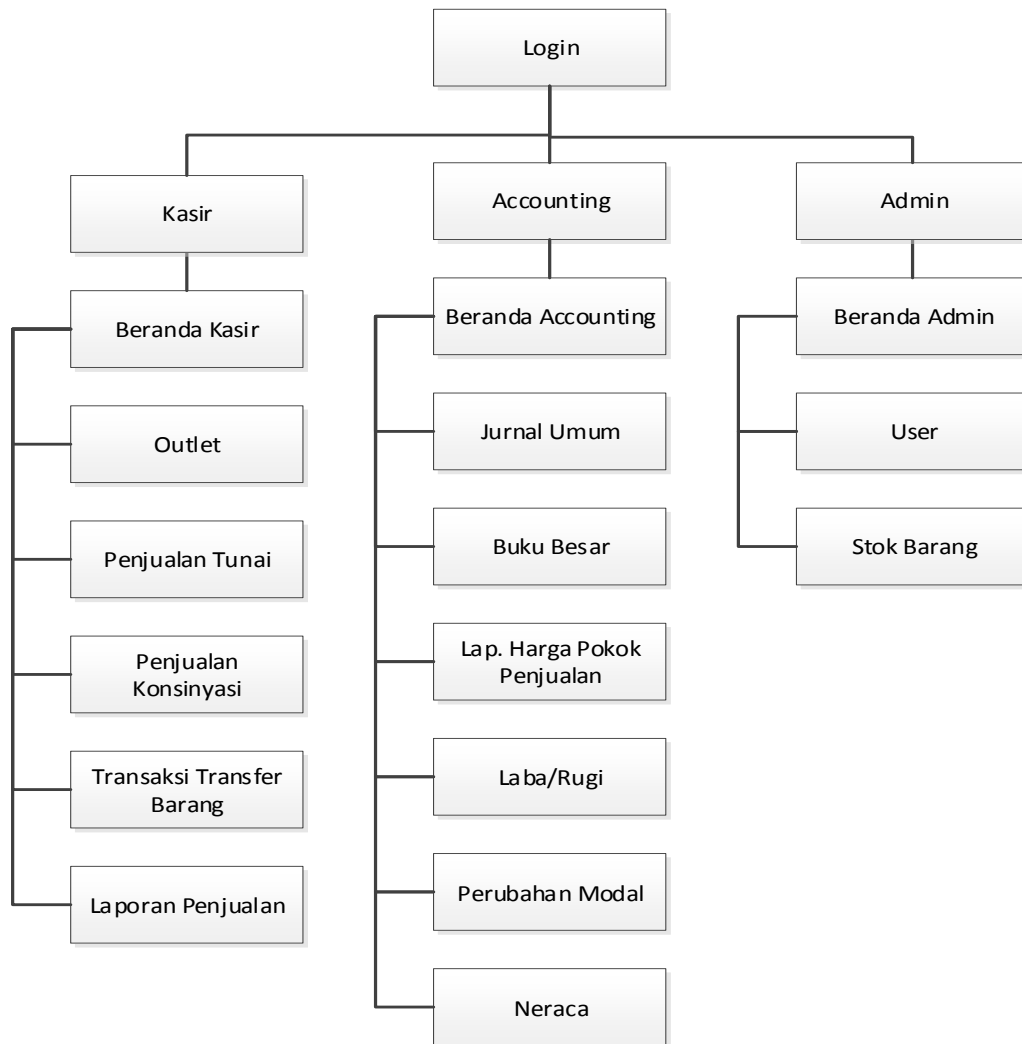 Login
Kasir
Accounting
Admin
Beranda Kasir
Beranda Accounting
Beranda Admin
Outlet
Jurnal Umum
User
Penjualan Tunai
Buku Besar
Stok Barang
Penjualan
Konsinyasi
Lap. Harga Pokok
Penjualan
Transaksi Transfer
Barang
Laba/Rugi
Laporan Penjualan
Perubahan Modal
Neraca